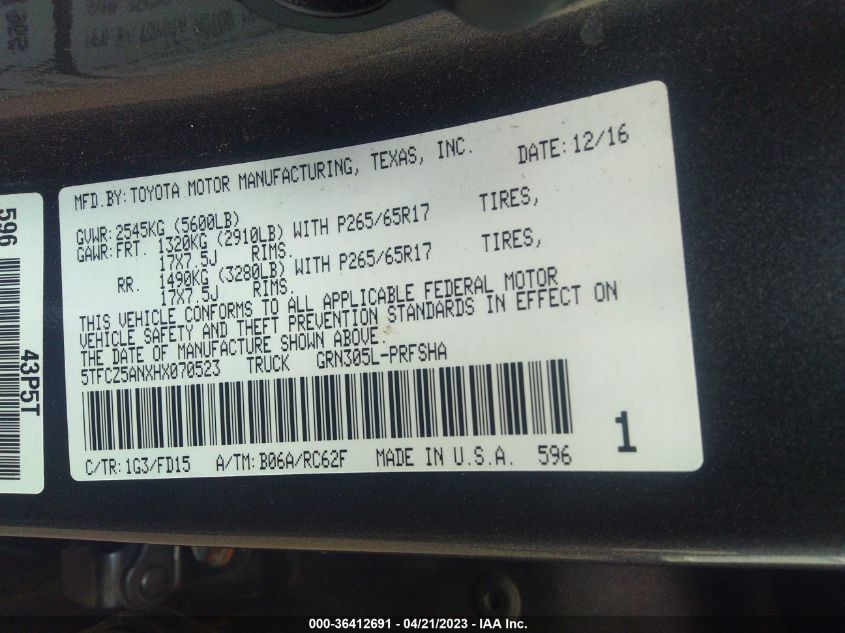 MFD.BY:TOYOTA MOTOR MANUFACTURING, TEXAS, INC. DATE:12/16
GVWR:2545KG (5600LB)
GAWR:FRT. 1320KG (2910LB) WITH P265/65R17 TIRES,
17X7.5J RIMS.
RR. 1490KG (3280LB) WITH P265/65R17 TIRES,
17X7.5J RIMS.
THIS VEHICLE CONFORMS TO ALL APPLICABLE FEDERAL MOTOR
VEHICLE SAFETY AND THEFT PREVENTION STANDARDS IN EFFECT ON
THE DATE OF MANUFACTURE SHOWN ABOVE.
5TFCZ5ANXHX070523 TRUCK GRN305L-PRFSHA
1
C/TR:1G3/FD15 A/TM:B06A/RC62F MADE IN U.S.A. 596
596
43P5T
000-36412691 - 04/21/2023 - IAA Inc.